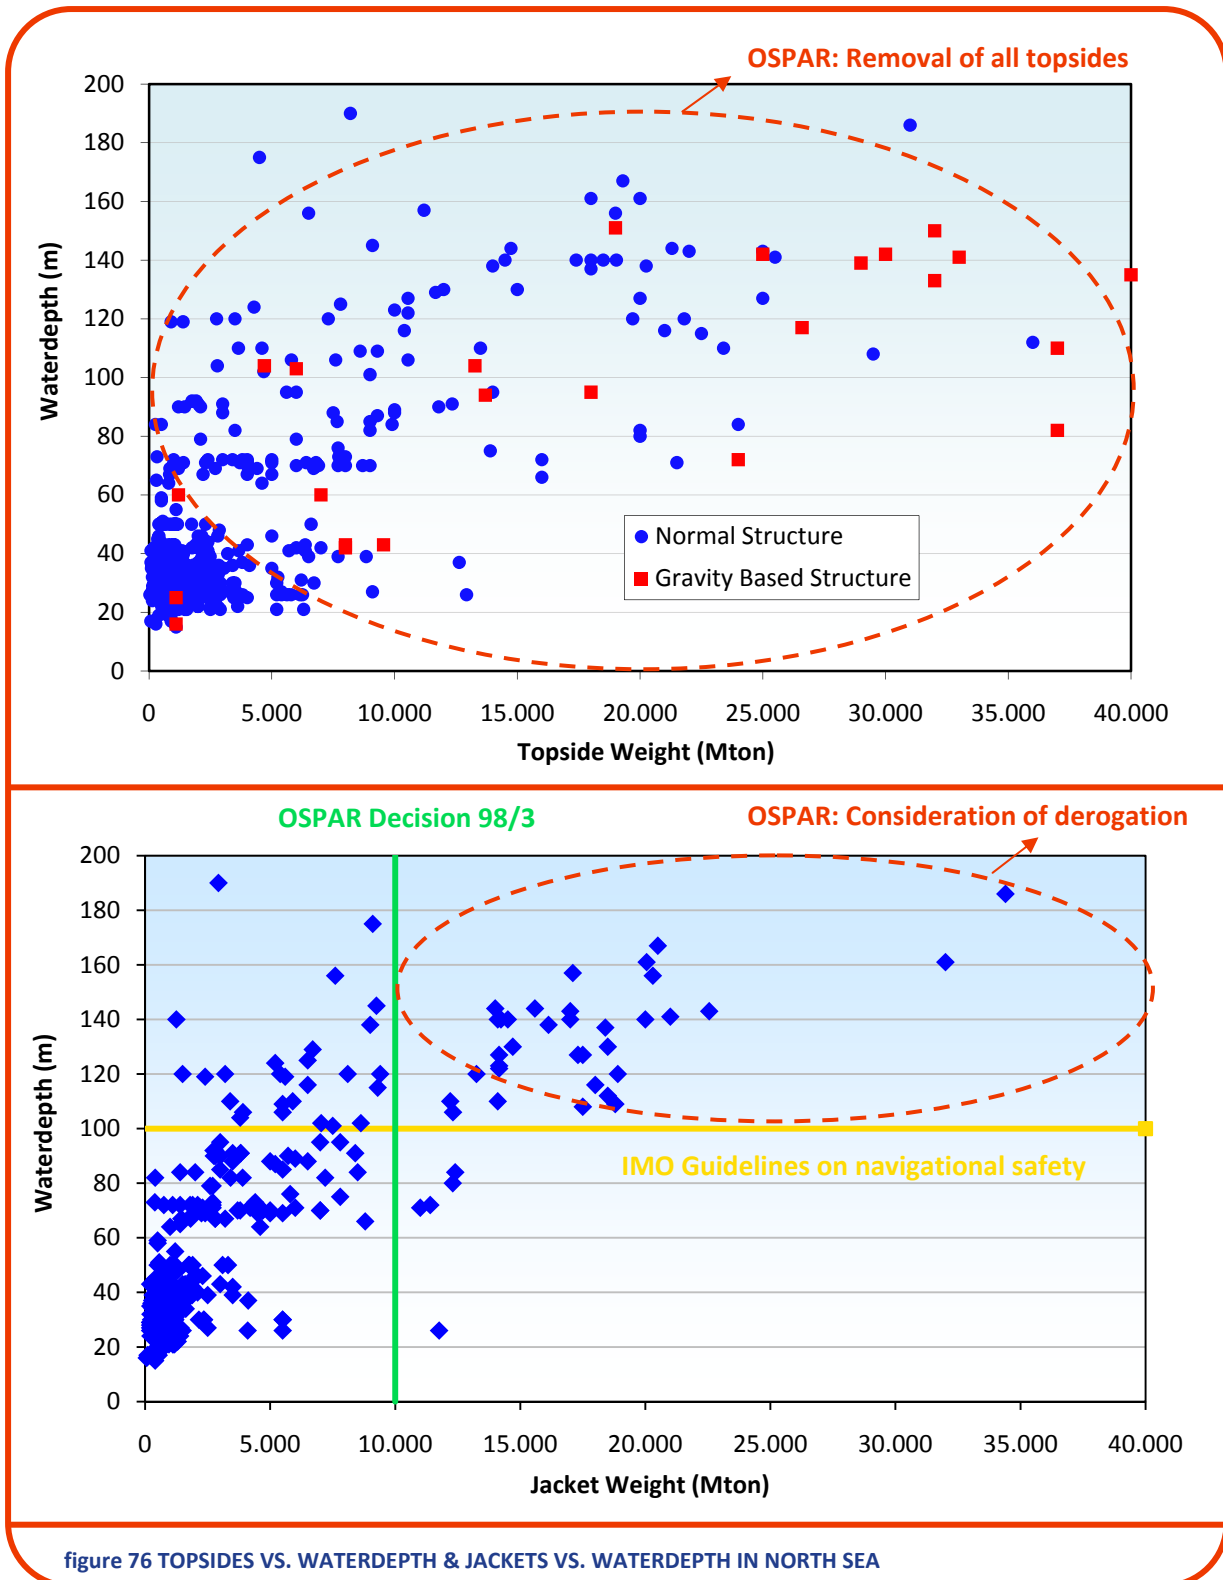 OSPAR: Removal of all topsides
200
180
160
140
120
100
80
60
40
20
0
Waterdepth (m)
Normal Structure
Gravity Based Structure
0 5.000 10.000 15.000 20.000 25.000 30.000 35.000 40.000
Topside Weight (Mton)
OSPAR Decision 98/3
OSPAR: Consideration of derogation
200
180
160
140
120
100
80
60
40
20
0
Waterdepth (m)
IMO Guidelines on navigational safety
0 5.000 10.000 15.000 20.000 25.000 30.000 35.000 40.000
Jacket Weight (Mton)
figure 76 TOPSIDES VS. WATERDEPTH & JACKETS VS. WATERDEPTH IN NORTH SEA